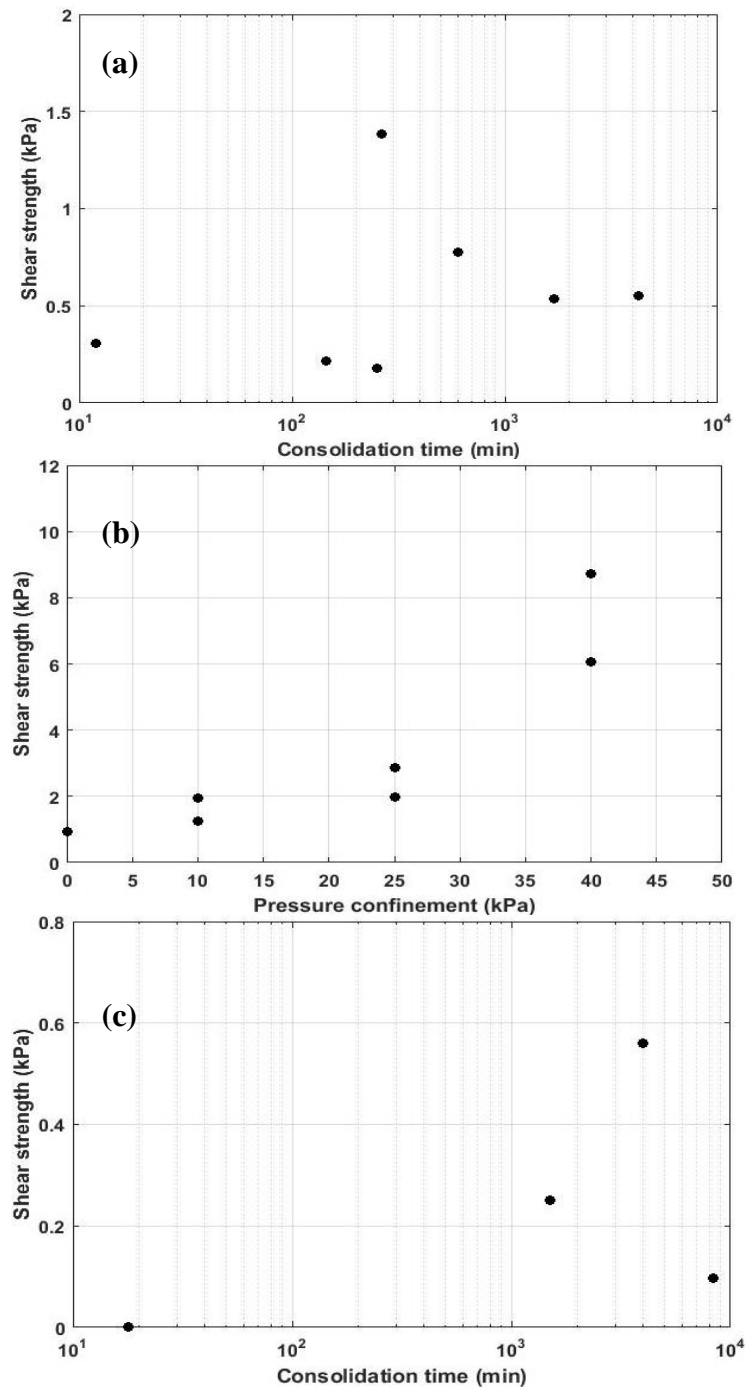 (a)
Shear strength (kPa)
2
1.5
1
0.5
0
10^1 10^2 10^3 10^4
Consolidation time (min)
(b)
Shear strength (kPa)
12
10
8
6
4
2
0
0 5 10 15 20 25 30 35 40 45 50
Pressure confinement (kPa)
(c)
Shear strength (kPa)
0.8
0.6
0.4
0.2
0
10^1 10^2 10^3 10^4
Consolidation time (min)